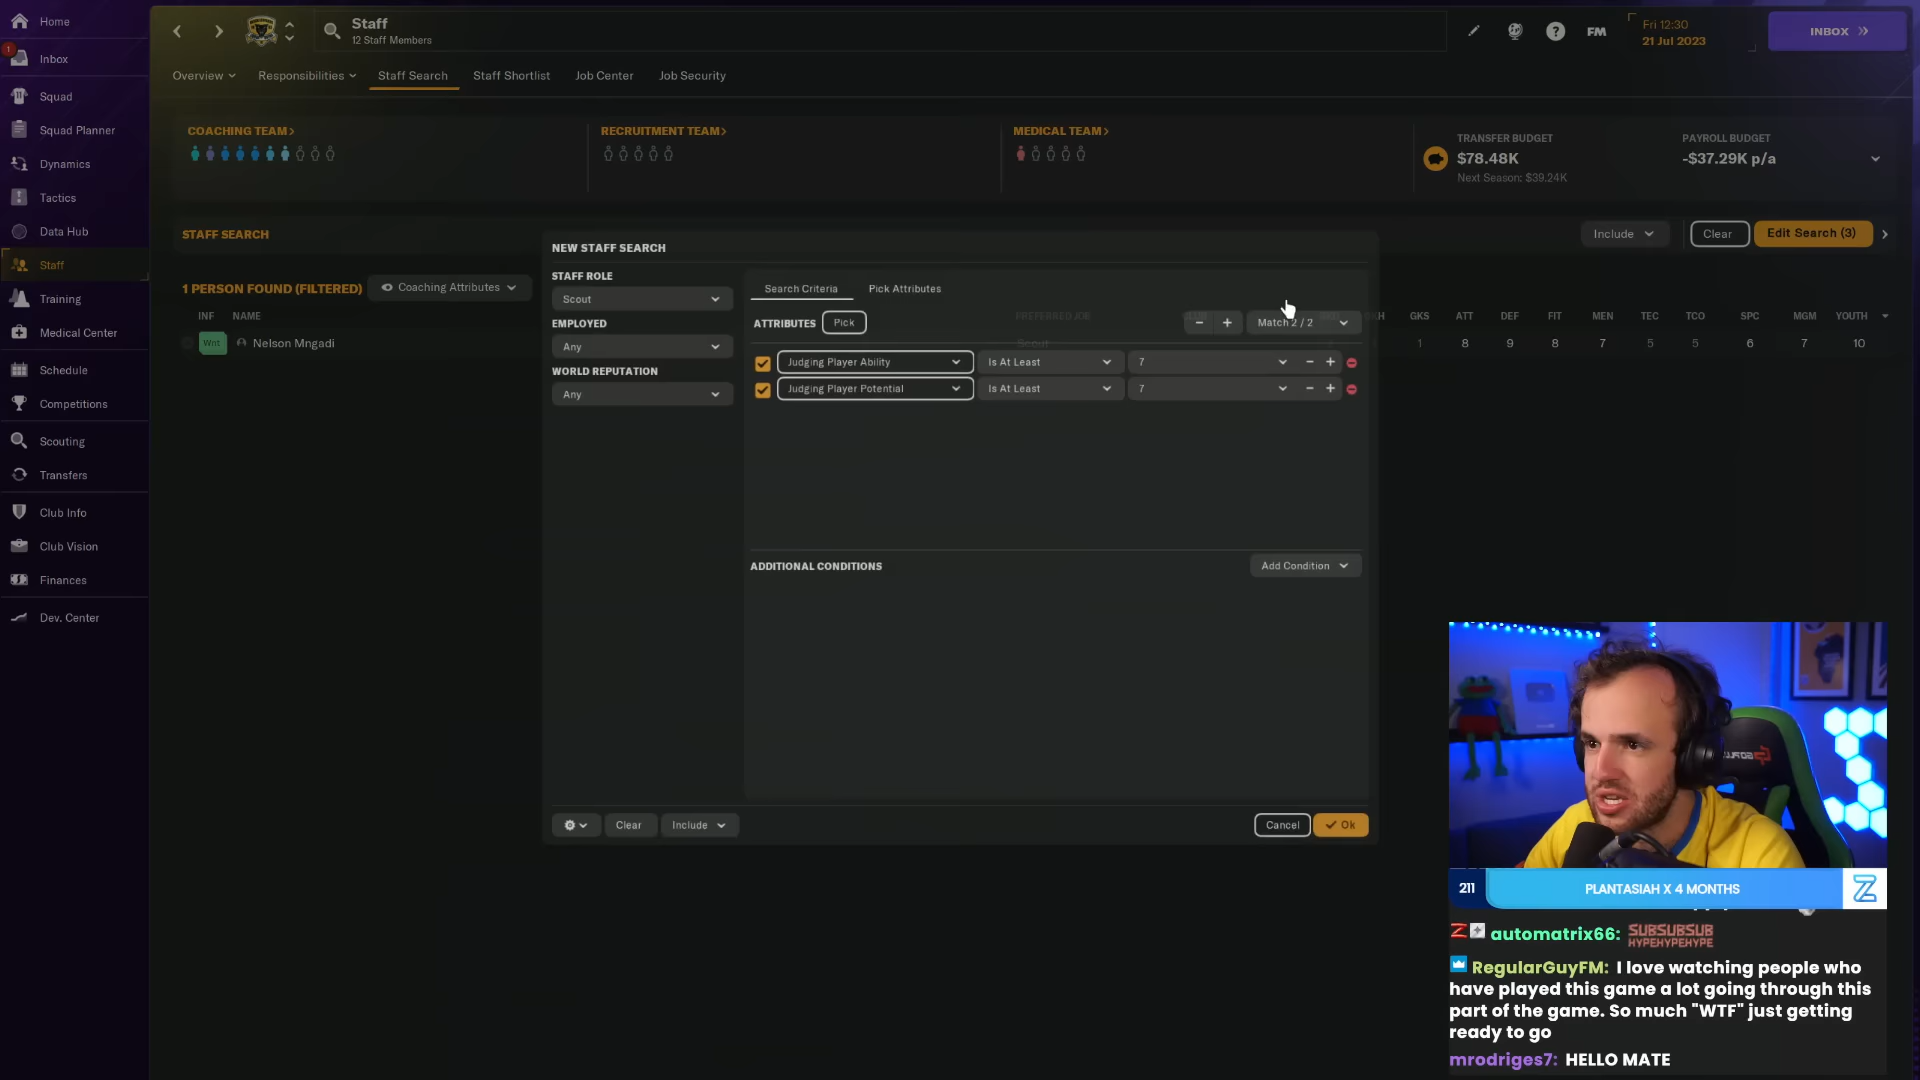 Home
1
Inbox
Squad
Squad Planner
Dynamics
Tactics
Data Hub
Staff
Training
Medical Center
Schedule
Competitions
Scouting
Transfers
Club Info
Club Vision
Finances
Dev. Center
Staff
12 Staff Members
FM
Fri 12:30
21 Jul 2023
INBOX
Overview
Responsibilities
Staff Search
Staff Shortlist
Job Center
Job Security
COACHING TEAM>
RECRUITMENT TEAM>
MEDICAL TEAM>
TRANSFER BUDGET
$78.48K
Next Season: $39.24K
PAYROLL BUDGET
-$37.29K p/a
STAFF SEARCH
Include
Clear
Edit Search (3)
1 PERSON FOUND (FILTERED)
Coaching Attributes
INF NAME
PREFERRED JOB
GKS ATT DEF FIT MEN TEC TCO SPC MGM YOUTH
Wnt Nelson Mngadi
Scout
1 8 9 8 7 5 5 6 7 10
NEW STAFF SEARCH
STAFF ROLE
Scout
EMPLOYED
Any
WORLD REPUTATION
Any
Search Criteria
Pick Attributes
ATTRIBUTES
Pick
- +
Match 2 / 2
Judging Player Ability Is At Least 7 - +
Judging Player Potential Is At Least 7 - +
ADDITIONAL CONDITIONS
Add Condition
Clear
Include
Cancel
Ok
211
PLANTASIAH X 4 MONTHS
Z
automatrix66: SUBSUBSUB
HYPEHYPEHYPE
RegularGuyFM: I love watching people who
have played this game a lot going through this
part of the game. So much "WTF" just getting
ready to go
mrodriges7: HELLO MATE